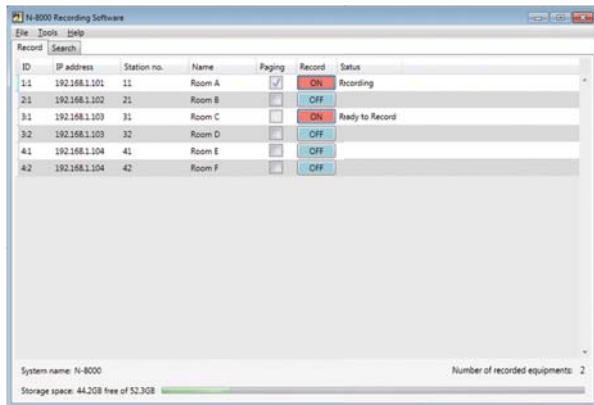 N-8000 Recording Software
File Tools Help
Record Search
ID IP address Station no. Name Paging Record Satus
1:1 192.168.1.101 11 Room A ON Recording
2:1 192.168.1.102 21 Room B OFF
3:1 192.168.1.103 31 Room C ON Ready to Record
3:2 192.168.1.103 32 Room D OFF
4:1 192.168.1.104 41 Room E OFF
4:2 192.168.1.104 42 Room F OFF
System name: N-8000 Number of recorded equipments: 2
Storage space: 44.2GB free of 52.3GB